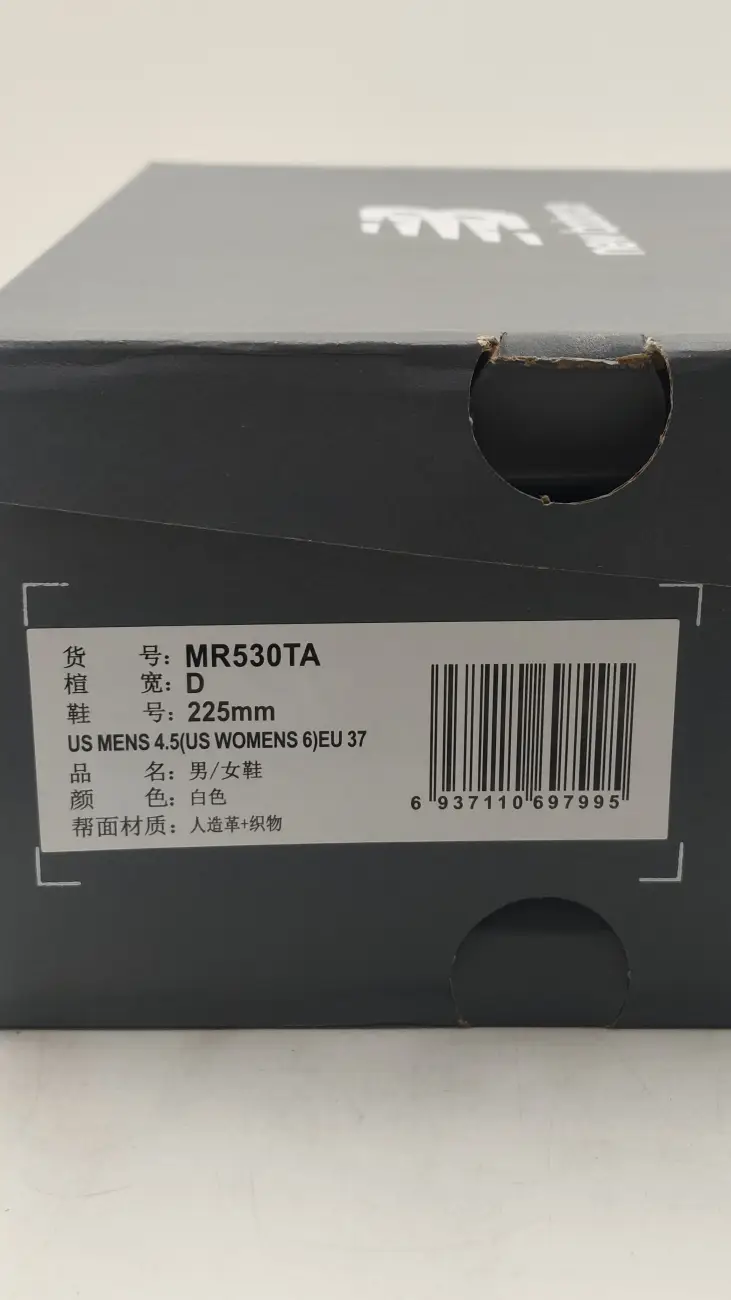 new balance
货 号：MR530TA
楦 宽：D
鞋 号：225mm
US MENS 4.5(US WOMENS 6)EU 37
品 名：男/女鞋
颜 色：白色
帮面材质：人造革+织物
6 937110 697995